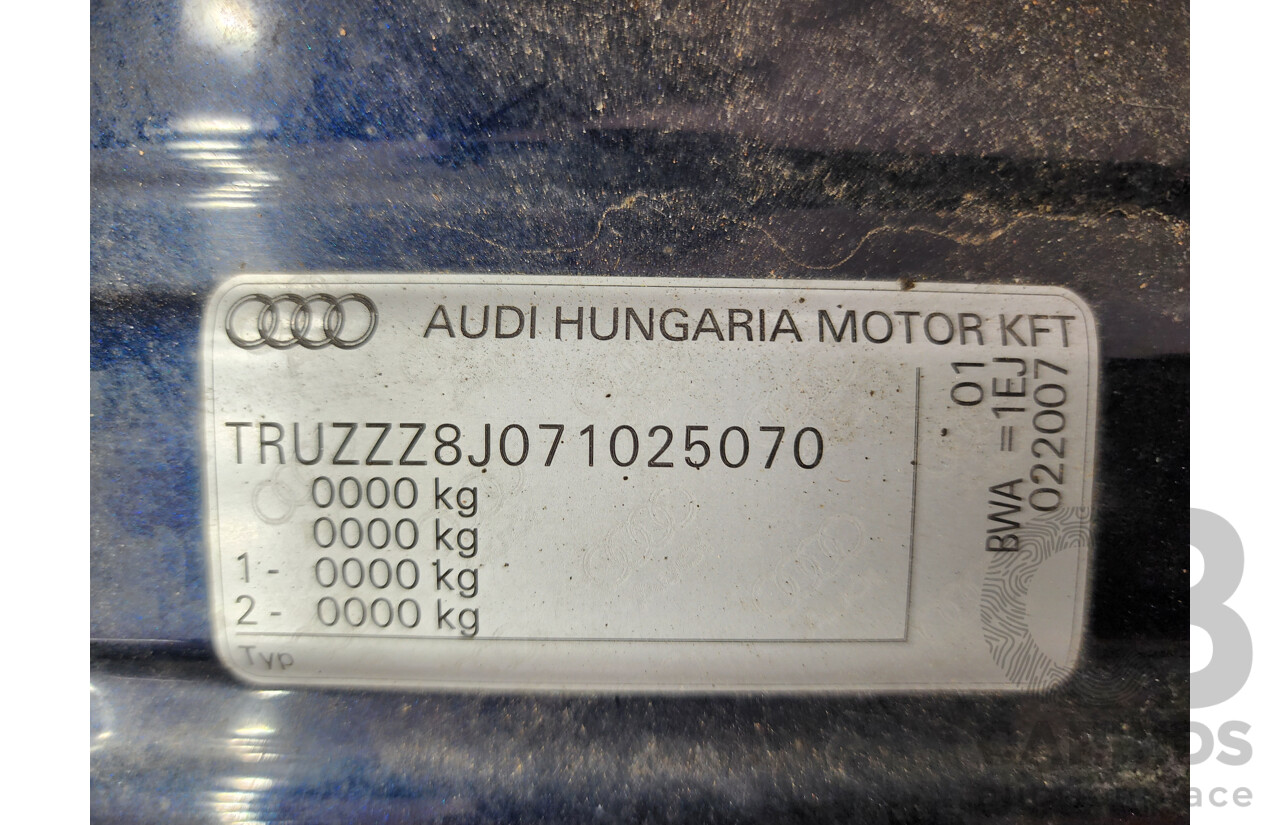 AUDI HUNGARIA MOTOR KFT
TRUZZZ8J071025070
0000 kg
0000 kg
1- 0000 kg
2- 0000 kg
Typ
01
BWA =1EJ
022007